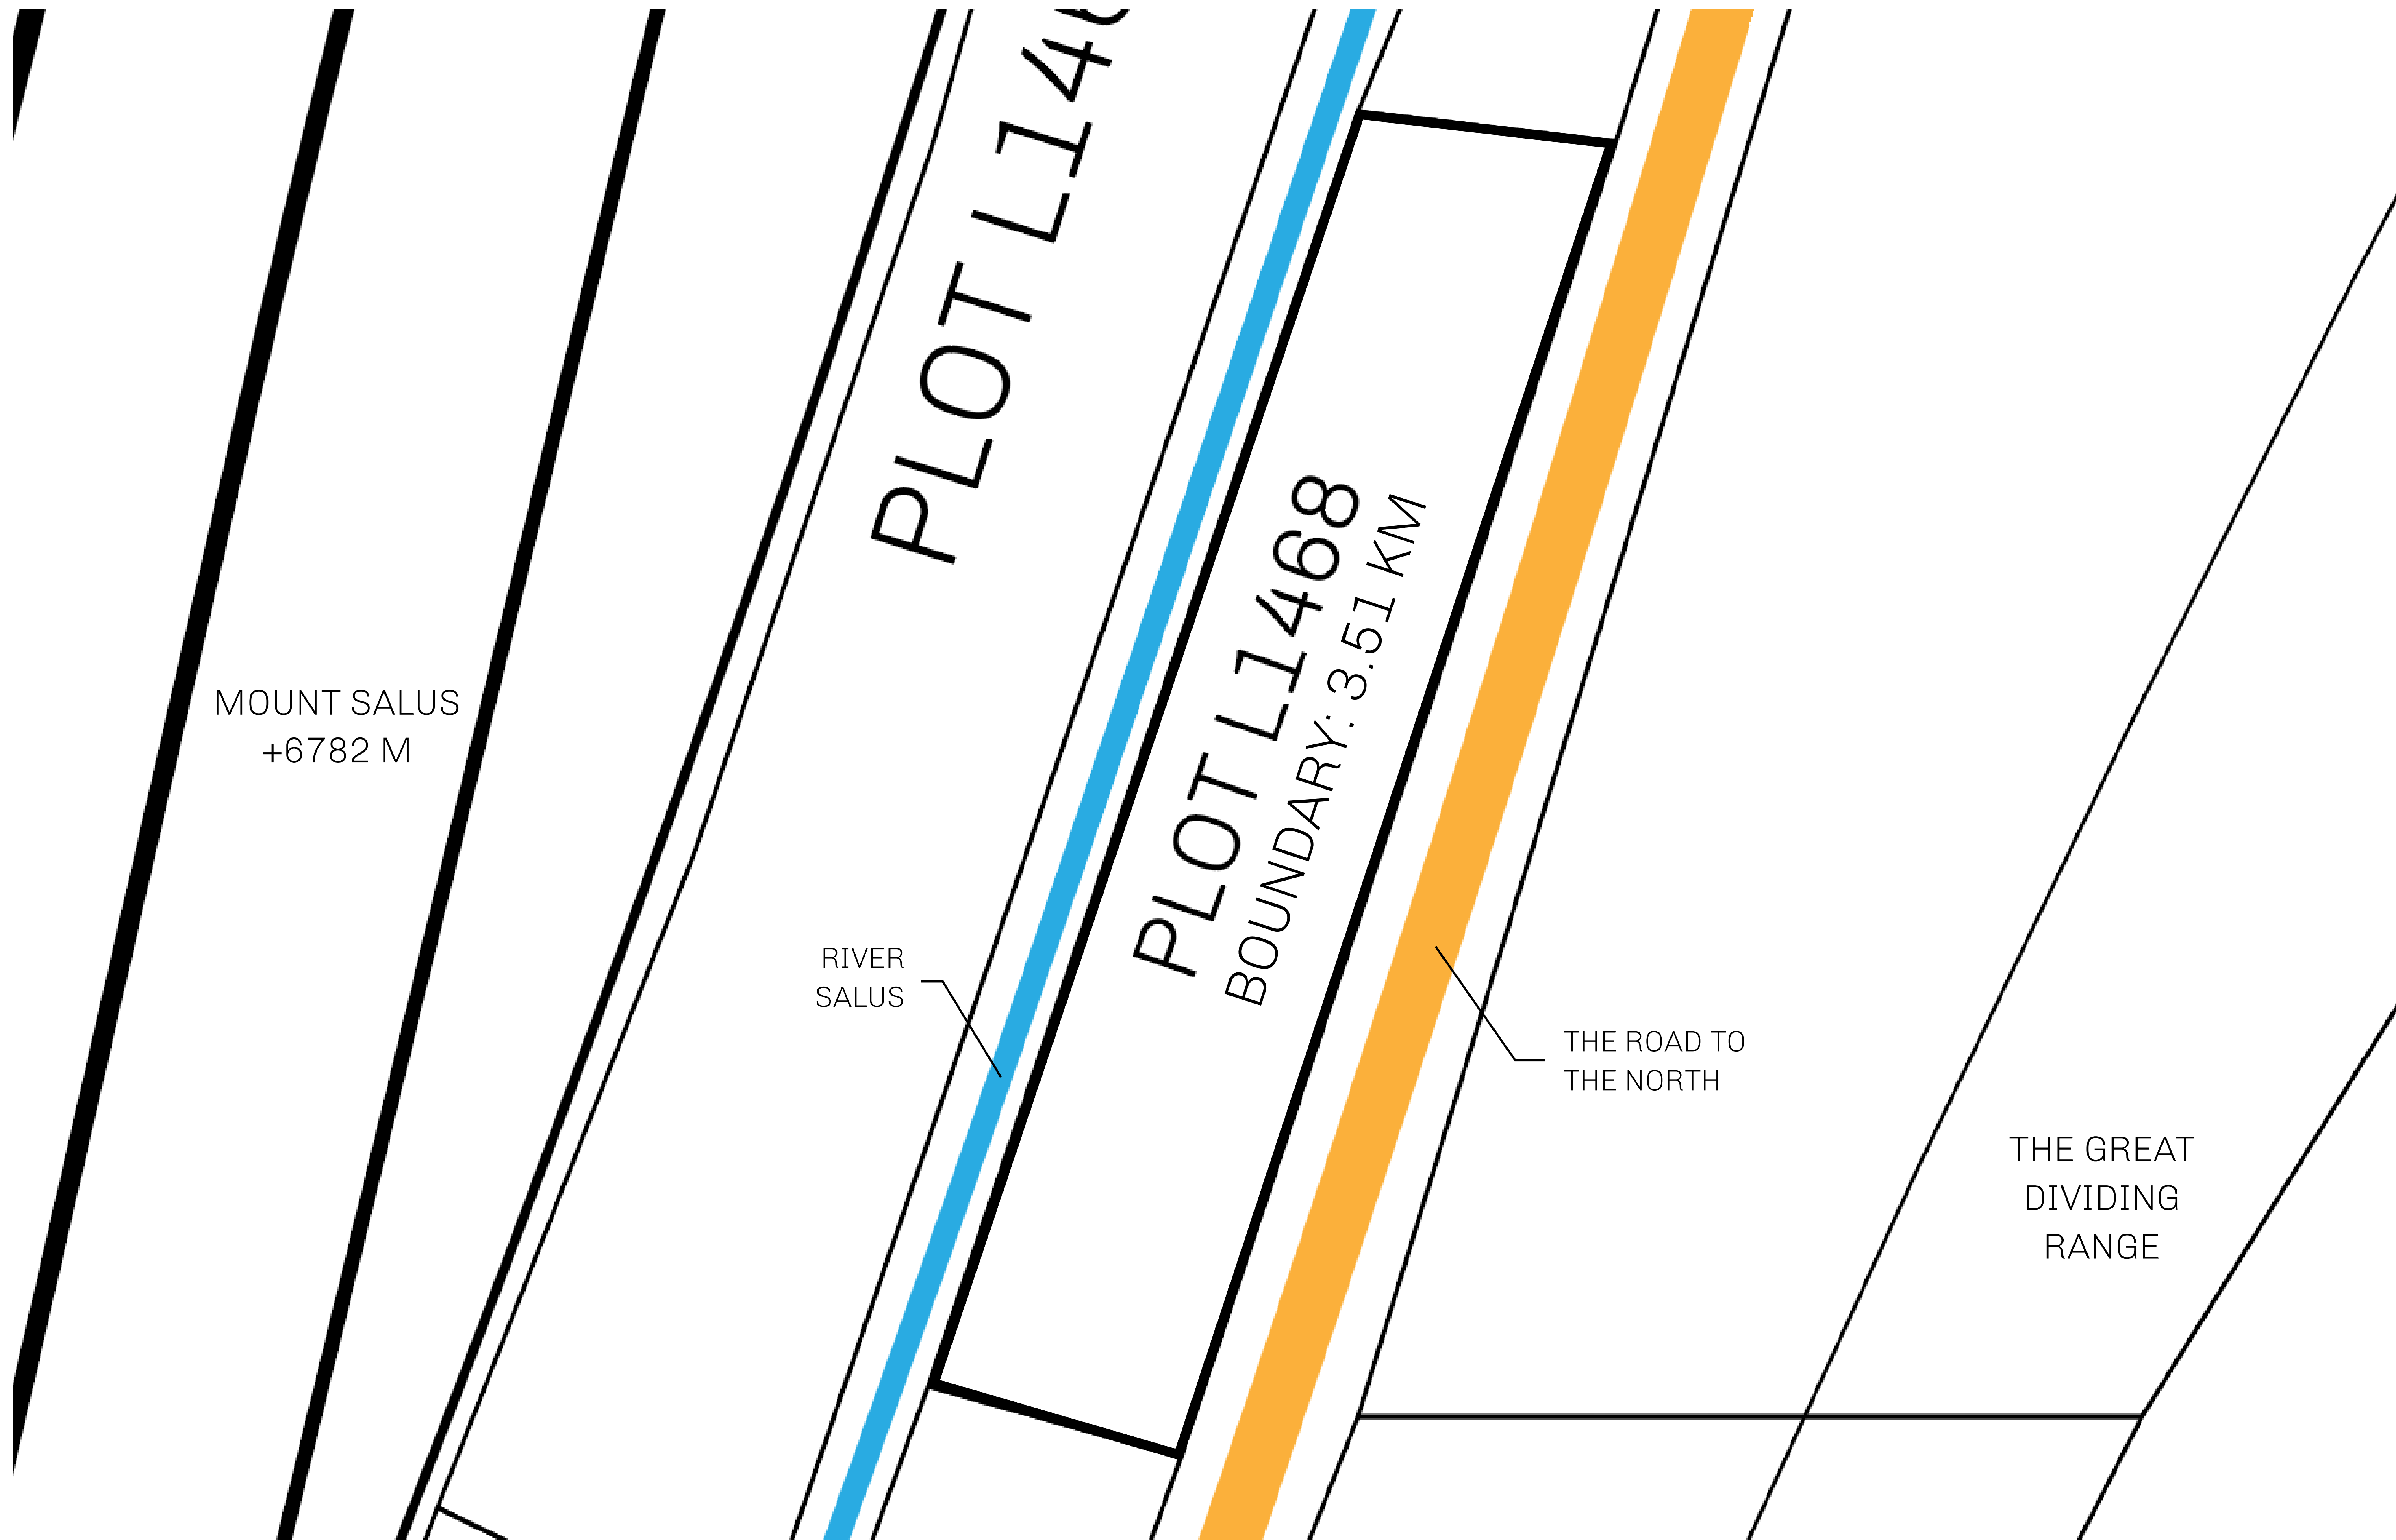 PLOT L146
PLOT L1468
BOUNDARY: 3.51 KM
MOUNT SALUS
+6782 M
RIVER
SALUS
THE ROAD TO
THE NORTH
THE GREAT
DIVIDING
RANGE